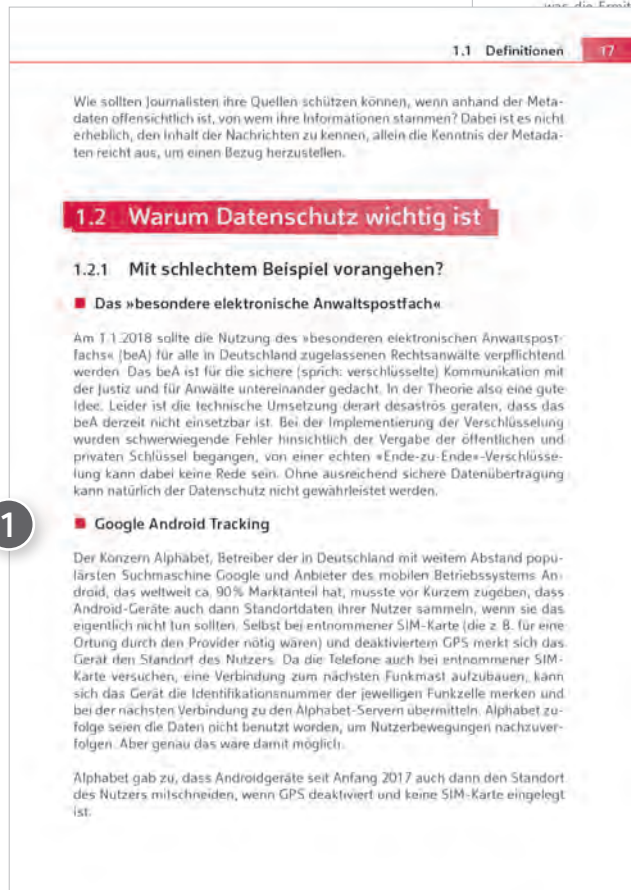 was die Ermit
1.1 Definitionen 17
Wie sollten Journalisten ihre Quellen schützen können, wenn anhand der Meta-
daten offensichtlich ist, von wem ihre Informationen stammen? Dabei ist es nicht
erheblich, den Inhalt der Nachrichten zu kennen, allein die Kenntnis der Metada-
ten reicht aus, um einen Bezug herzustellen.
1.2 Warum Datenschutz wichtig ist
1.2.1 Mit schlechtem Beispiel vorangehen?
■ Das »besondere elektronische Anwaltspostfach«
Am 1.1.2018 sollte die Nutzung des »besonderen elektronischen Anwaltspost-
fachs« (beA) für alle in Deutschland zugelassenen Rechtsanwälte verpflichtend
werden. Das beA ist für die sichere (sprich: verschlüsselte) Kommunikation mit
der Justiz und für Anwälte untereinander gedacht. In der Theorie also eine gute
Idee. Leider ist die technische Umsetzung derart desaströs geraten, dass das
beA derzeit nicht einsetzbar ist. Bei der Implementierung der Verschlüsselung
wurden schwerwiegende Fehler hinsichtlich der Vergabe der öffentlichen und
privaten Schlüssel begangen, von einer echten »Ende-zu-Ende«-Verschlüsse-
lung kann dabei keine Rede sein. Ohne ausreichend sichere Datenübertragung
kann natürlich der Datenschutz nicht gewährleistet werden.
1
■ Google Android Tracking
Der Konzern Alphabet, Betreiber der in Deutschland mit weitem Abstand popu-
lärsten Suchmaschine Google und Anbieter des mobilen Betriebssystems An-
droid, das weltweit ca. 90% Marktanteil hat, musste vor Kurzem zugeben, dass
Android-Geräte auch dann Standortdaten ihrer Nutzer sammeln, wenn sie das
eigentlich nicht tun sollten. Selbst bei entnommener SIM-Karte (die z. B. für eine
Ortung durch den Provider nötig wären) und deaktiviertem GPS merkt sich das
Gerät den Standort des Nutzers. Da die Telefone auch bei entnommener SIM-
Karte versuchen, eine Verbindung zum nächsten Funkmast aufzubauen, kann
sich das Gerät die Identifikationsnummer der jeweiligen Funkzelle merken und
bei der nächsten Verbindung zu den Alphabet-Servern übermitteln. Alphabet zu-
folge seien die Daten nicht benutzt worden, um Nutzerbewegungen nachzuver-
folgen. Aber genau das wäre damit möglich.
Alphabet gab zu, dass Androidgeräte seit Anfang 2017 auch dann den Standort
des Nutzers mitschneiden, wenn GPS deaktiviert und keine SIM-Karte eingelegt
ist.